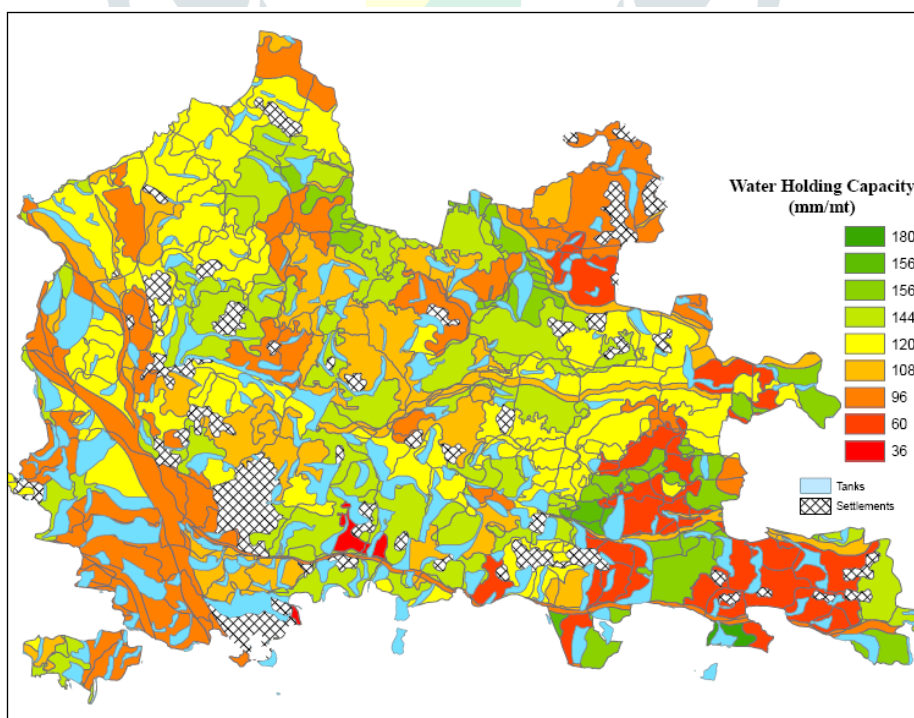 Water Holding Capacity
(mm/mt)
180
156
156
144
120
108
96
60
36
Tanks
Settlements